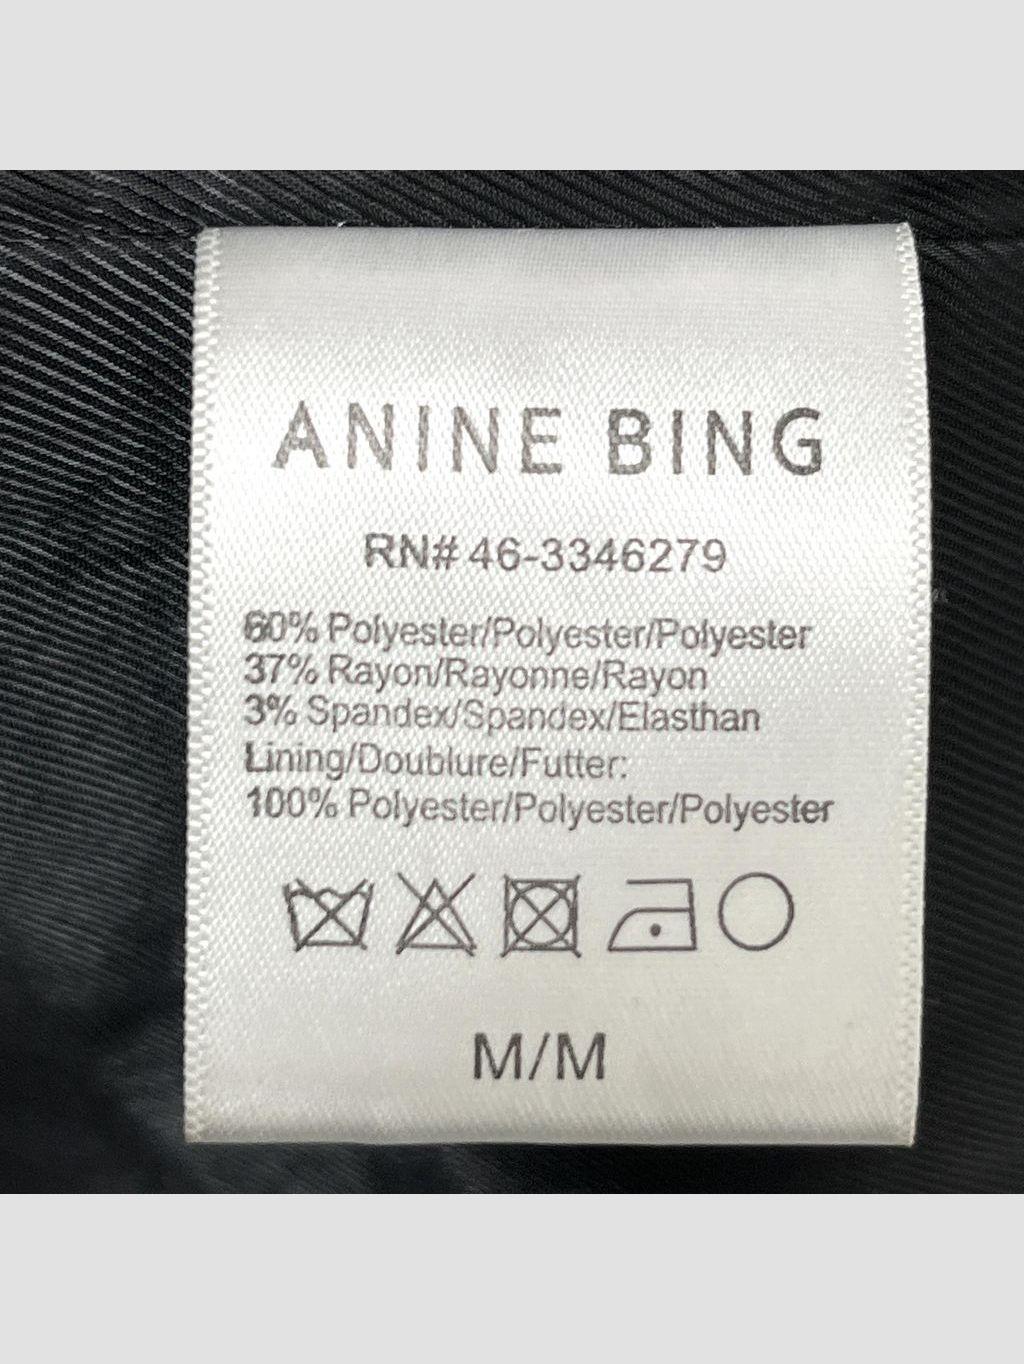 ANINE BING
RN# 46-3346279
60% Polyester/Polyester/Polyester
37% Rayon/Rayonne/Rayon
3% Spandex/Spandex/Elasthan
Lining/Doublure/Futter:
100% Polyester/Polyester/Polyester
M/M